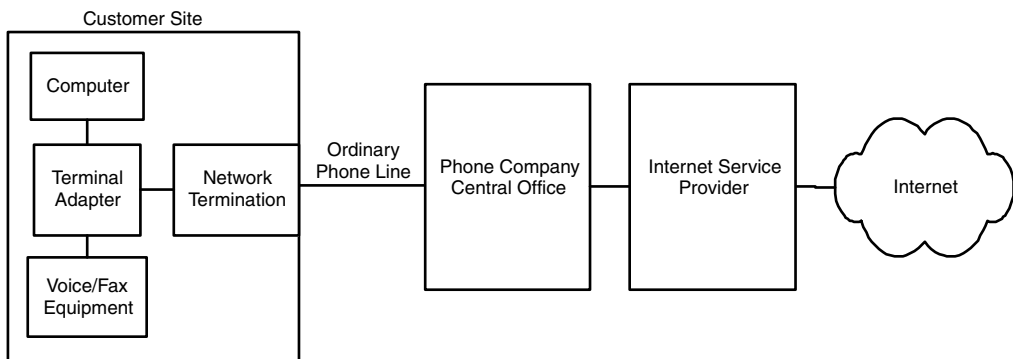 Customer Site
Computer
Terminal
Adapter
Network
Termination
Voice/Fax
Equipment
Ordinary
Phone Line
Phone Company
Central Office
Internet Service
Provider
Internet